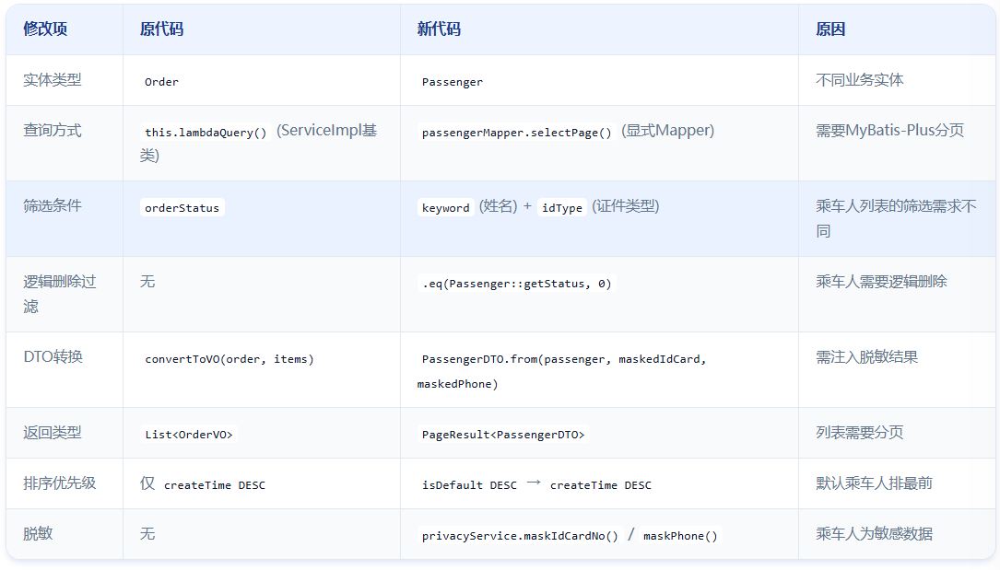 修改项 原代码 新代码 原因
实体类型 Order Passenger 不同业务实体
查询方式 this.lambdaQuery() (ServiceImpl基 passengerMapper.selectPage() (显式Mapper) 需要MyBatis-Plus分页
类)
筛选条件 orderStatus keyword (姓名) + idType (证件类型) 乘车人列表的筛选需求不
同
逻辑删除过 无 .eq(Passenger::getStatus, 0) 乘车人需要逻辑删除
滤
DTO转换 convertToVO(order, items) PassengerDTO.from(passenger, maskedIdCard, 需注入脱敏结果
maskedPhone)
返回类型 List<OrderVO> PageResult<PassengerDTO> 列表需要分页
排序优先级 仅 createTime DESC isDefault DESC → createTime DESC 默认乘车人排最前
脱敏 无 privacyService.maskIdCardNo() / maskPhone() 乘车人为敏感数据